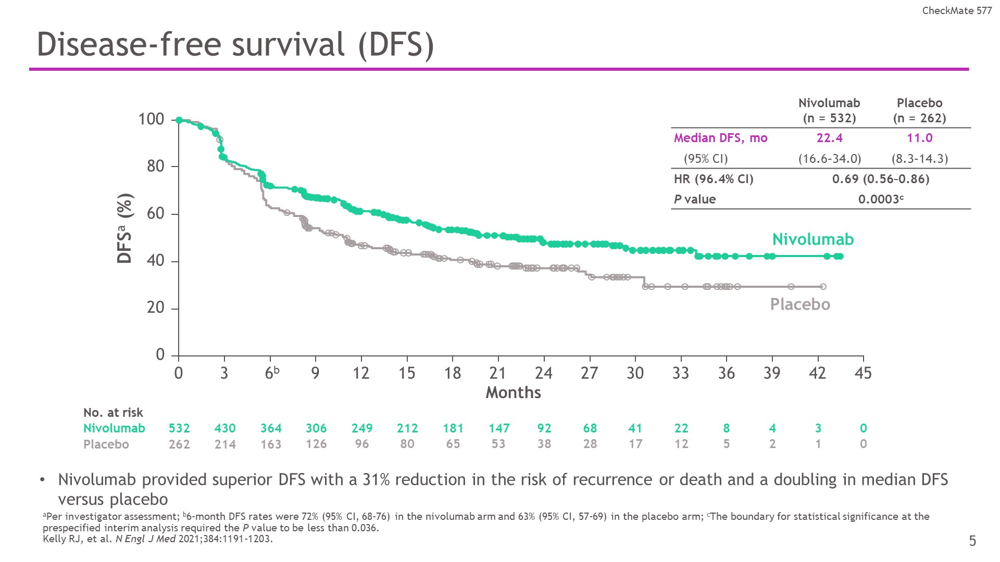 CheckMate 577
Disease-free survival (DFS)
Nivolumab Placebo
(n = 532) (n = 262)
Median DFS, mo 22.4 11.0
(95% CI) (16.6–34.0) (8.3–14.3)
HR (96.4% CI) 0.69 (0.56–0.86)
P value 0.0003ᶜ
DFSᵃ (%)
100
80
60
40
20
0
Nivolumab
Placebo
0 3 6ᵇ 9 12 15 18 21 24 27 30 33 36 39 42 45
Months
No. at risk
Nivolumab 532 430 364 306 249 212 181 147 92 68 41 22 8 4 3 0
Placebo 262 214 163 126 96 80 65 53 38 28 17 12 5 2 1 0
• Nivolumab provided superior DFS with a 31% reduction in the risk of recurrence or death and a doubling in median DFS
versus placebo
ᵃPer investigator assessment; ᵇ6-month DFS rates were 72% (95% CI, 68-76) in the nivolumab arm and 63% (95% CI, 57-69) in the placebo arm; ᶜThe boundary for statistical significance at the
prespecified interim analysis required the P value to be less than 0.036.
Kelly RJ, et al. N Engl J Med 2021;384:1191-1203.
5